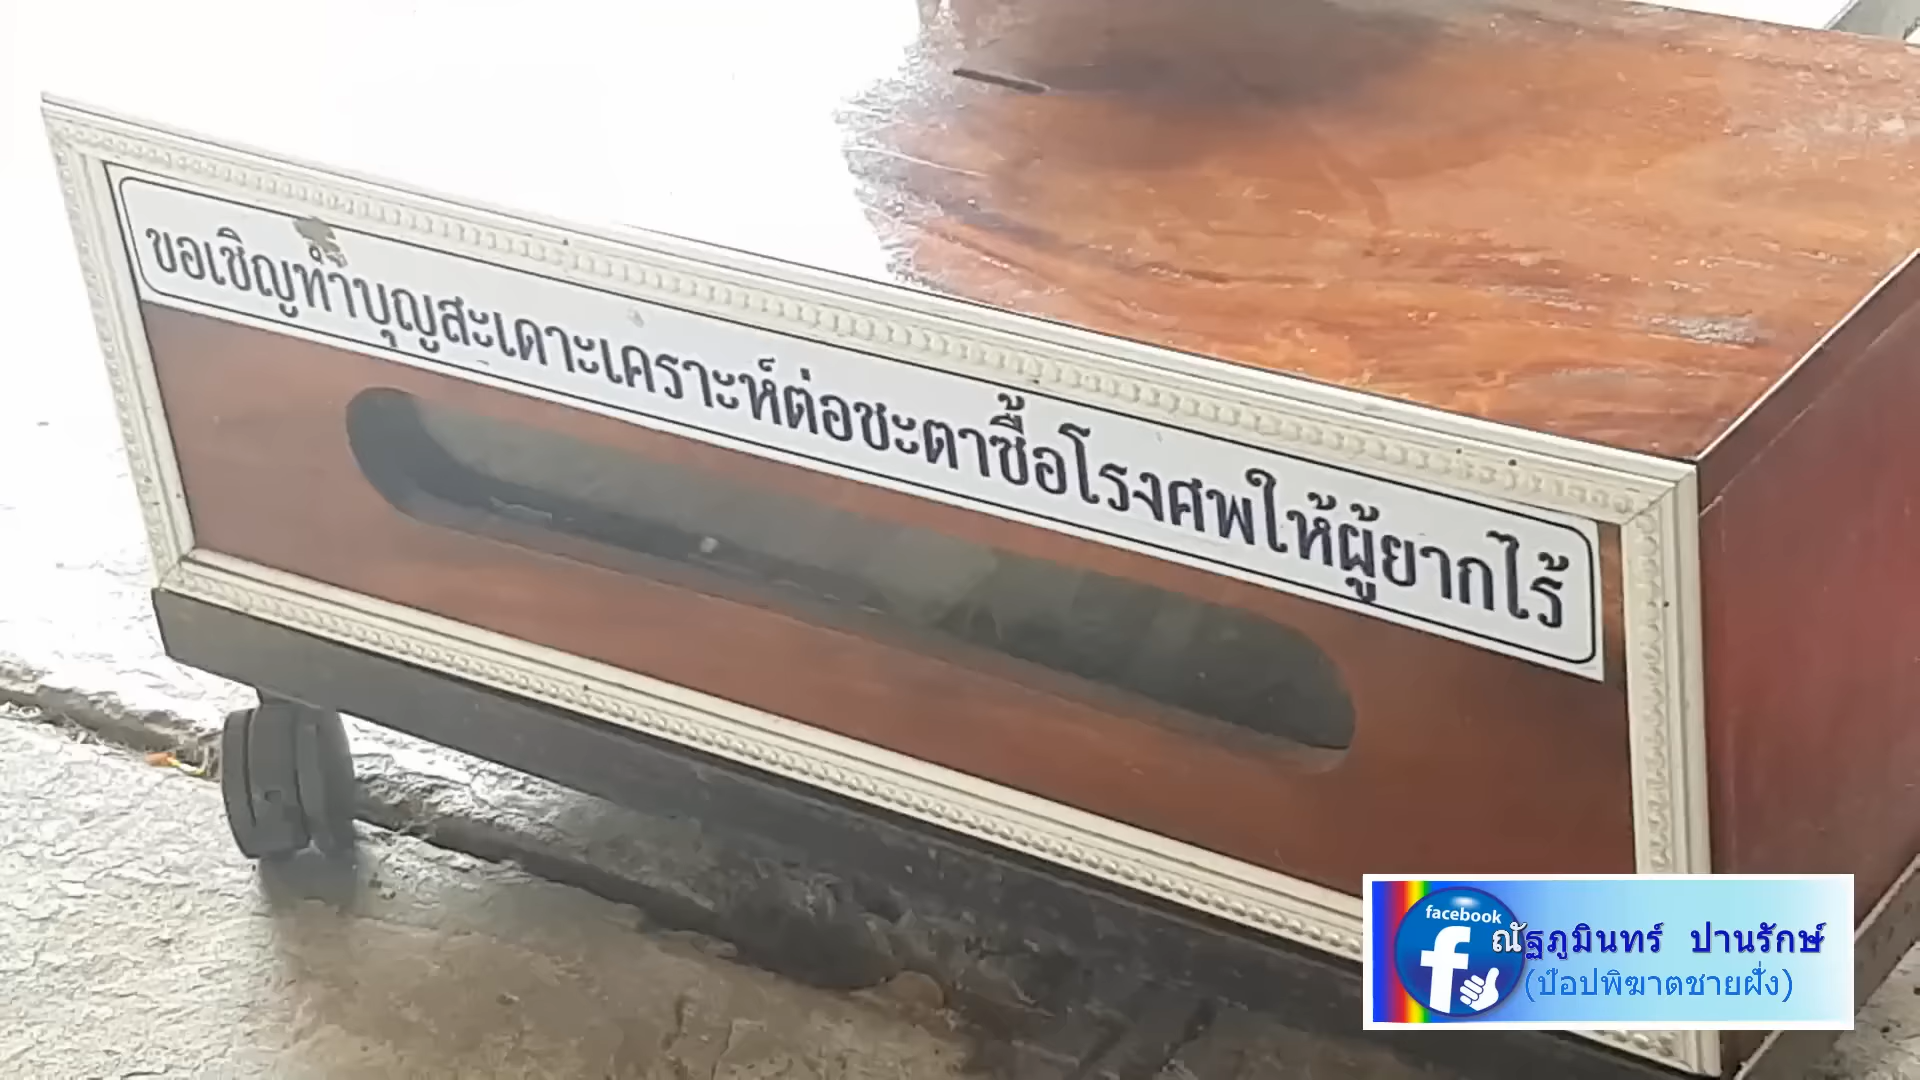 ขอเชิญทำบุญสะเดาะเคราะห์ต่อชะตาซื้อโรงศพให้ผู้ยากไร้
facebook
ณัฐภูมินทร์ ปานรักษ์
(ป๋อปพิฆาตชายฝั่ง)